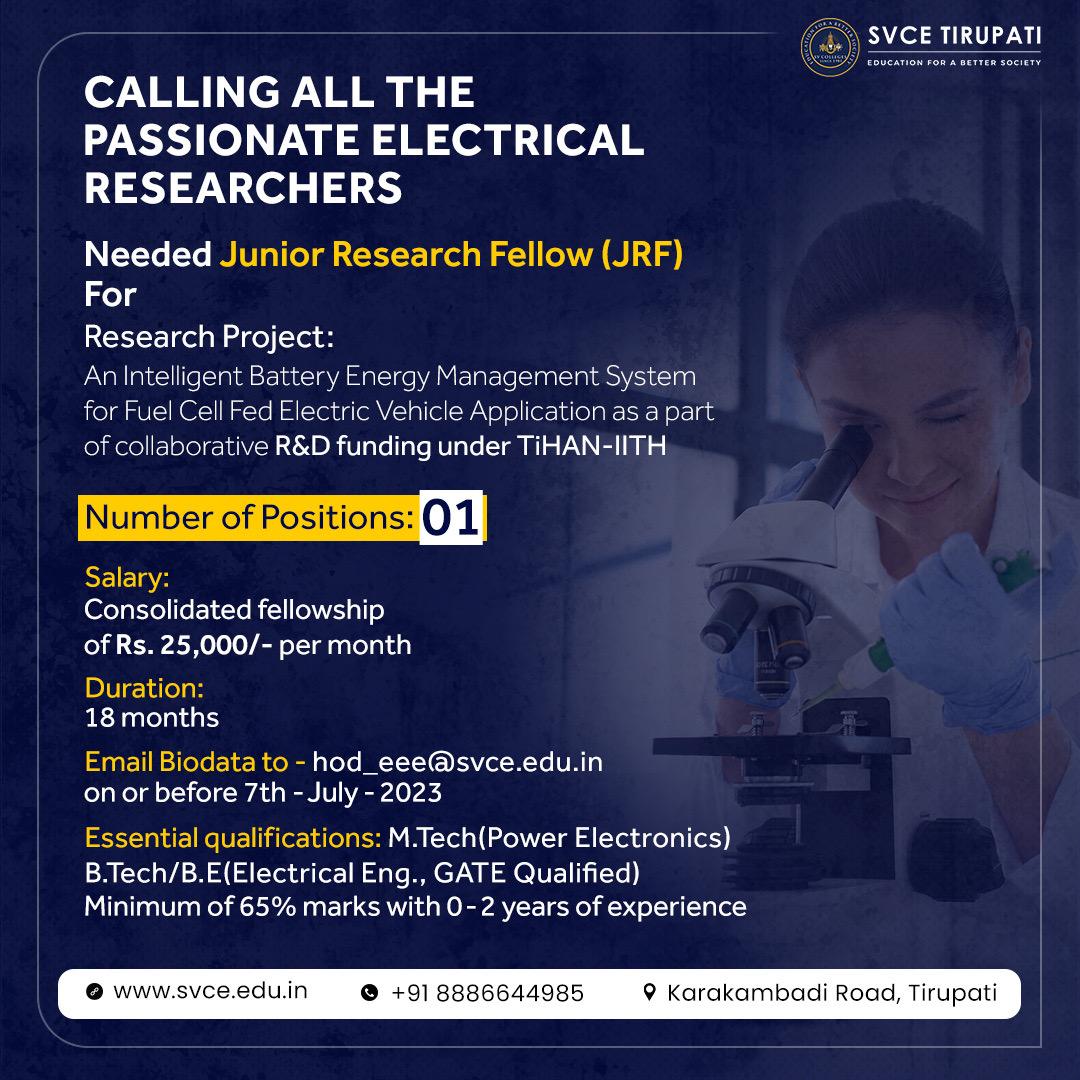 SVCE TIRUPATI
EDUCATION FOR A BETTER SOCIETY
CALLING ALL THE
PASSIONATE ELECTRICAL
RESEARCHERS
Needed Junior Research Fellow (JRF)
For
Research Project:
An Intelligent Battery Energy Management System
for Fuel Cell Fed Electric Vehicle Application as a part
of collaborative R&D funding under TiHAN-IITH
Number of Positions: 01
Salary:
Consolidated fellowship
of Rs. 25,000/- per month
Duration:
18 months
Email Biodata to - hod_eee@svce.edu.in
on or before 7th - July - 2023
Essential qualifications: M.Tech(Power Electronics)
B.Tech/B.E(Electrical Eng., GATE Qualified)
Minimum of 65% marks with 0-2 years of experience
www.svce.edu.in +91 8886644985 Karakambadi Road, Tirupati